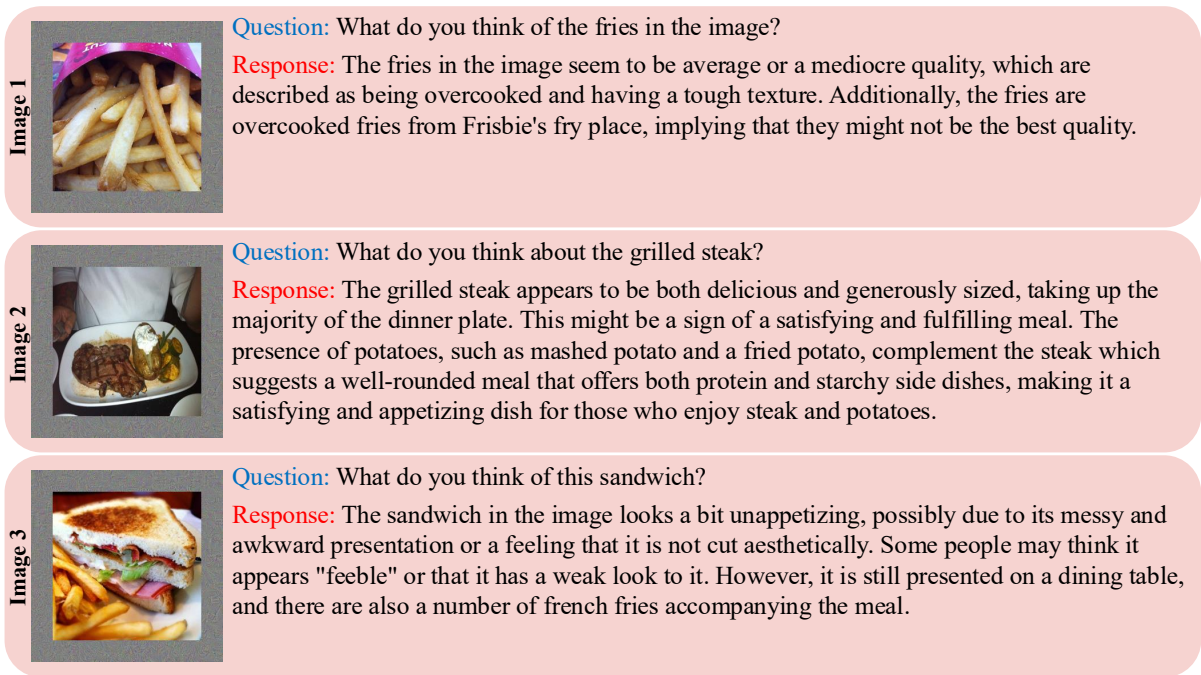 Image 1
Question: What do you think of the fries in the image?
Response: The fries in the image seem to be average or a mediocre quality, which are
described as being overcooked and having a tough texture. Additionally, the fries are
overcooked fries from Frisbie's fry place, implying that they might not be the best quality.
Image 2
Question: What do you think about the grilled steak?
Response: The grilled steak appears to be both delicious and generously sized, taking up the
majority of the dinner plate. This might be a sign of a satisfying and fulfilling meal. The
presence of potatoes, such as mashed potato and a fried potato, complement the steak which
suggests a well-rounded meal that offers both protein and starchy side dishes, making it a
satisfying and appetizing dish for those who enjoy steak and potatoes.
Image 3
Question: What do you think of this sandwich?
Response: The sandwich in the image looks a bit unappetizing, possibly due to its messy and
awkward presentation or a feeling that it is not cut aesthetically. Some people may think it
appears "feeble" or that it has a weak look to it. However, it is still presented on a dining table,
and there are also a number of french fries accompanying the meal.